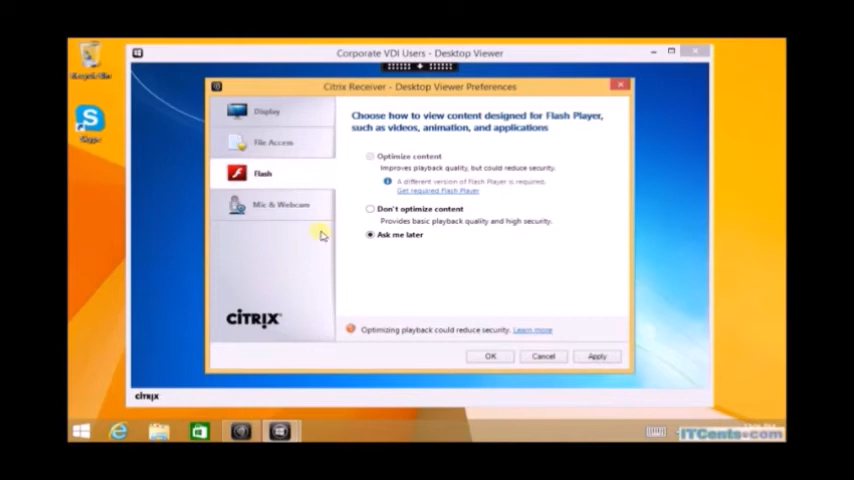 Corporate VDI Users - Desktop Viewer
Citrix Receiver - Desktop Viewer Preferences
Display
File Access
Flash
Mic & Webcam
CITRIX
Choose how to view content designed for Flash Player,
such as videos, animation, and applications
Optimize content
Improves playback quality, but could reduce security.
A different version of Flash Player is required.
Get required Flash Player
Don't optimize content
Provides basic playback quality and high security.
Ask me later
Optimizing playback could reduce security. Learn more
OK Cancel Apply
CITRIX
Skype
ITCents.com